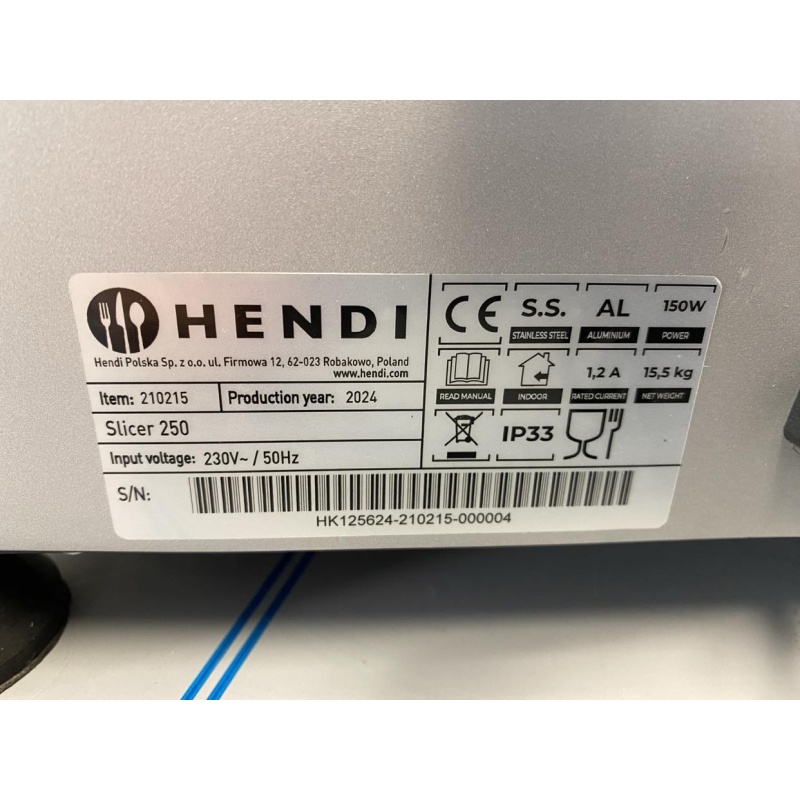 HENDI
Hendi Polska Sp. z o.o. ul. Firmowa 12, 62-023 Robakowo, Poland
www.hendi.com
Item: 210215
Production year: 2024
Slicer 250
Input voltage: 230V~ / 50Hz
S/N:
HK125624-210215-000004
CE
S.S.
STAINLESS STEEL
AL
ALUMINIUM
150W
POWER
READ MANUAL
INDOOR
1,2 A
RATED CURRENT
15,5 kg
NET WEIGHT
IP33